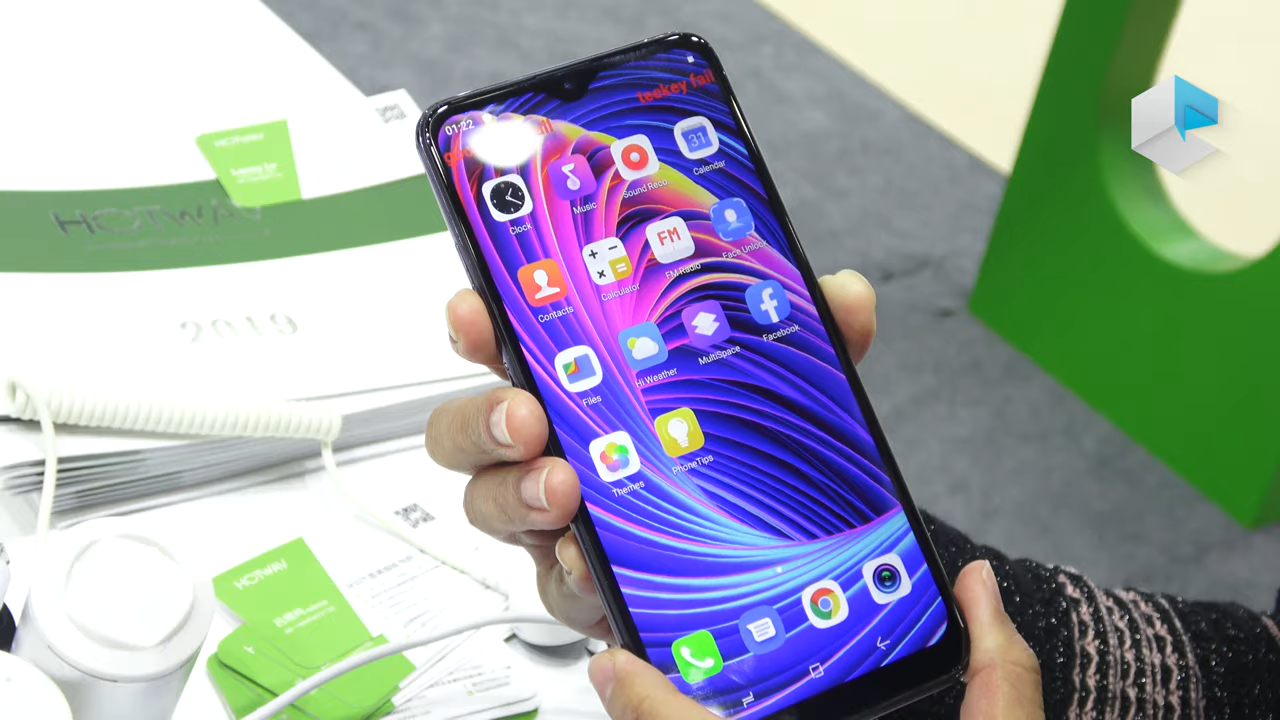 HOTWAV
HOTWAV
2019
HOTWAV
01:22
teekey fail
Clock
Music
Sound Reco...
31
Calendar
Contacts
Calculator
FM
FM Radio
Face Unlock
Files
Hi Weather
MultiSpace
Facebook
Themes
PhoneTips